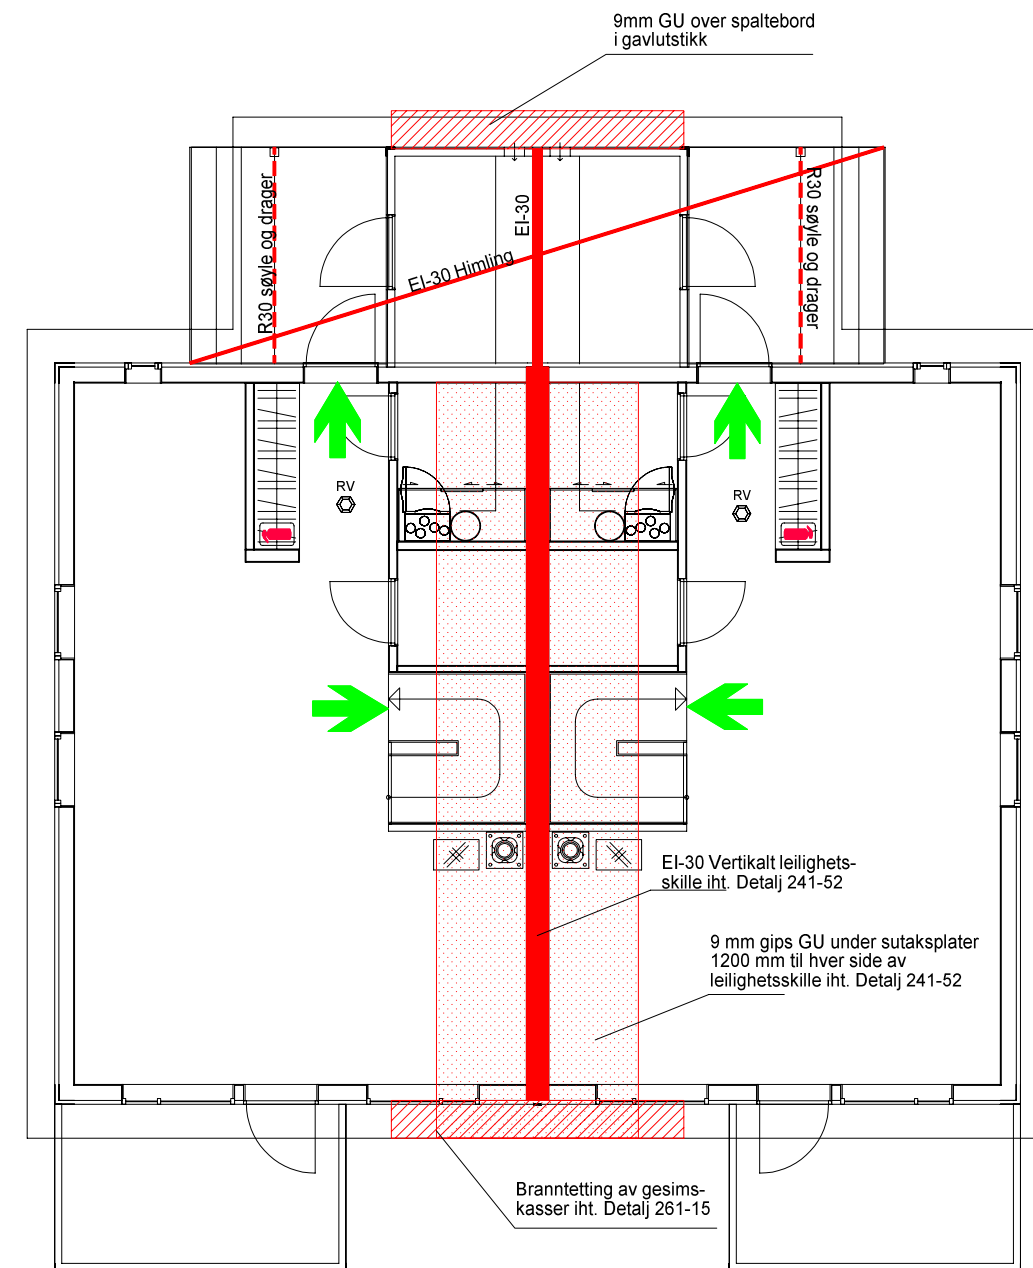 9mm GU over spaltebord
i gavlutstikk
R30 søyle og drager
EI-30
EI-30 Himling
R30 søyle og drager
RV
RV
EI-30 Vertikalt leilighets-
skille iht. Detalj 241-52
9 mm gips GU under sutaksplater
1200 mm til hver side av
leilighetsskille iht. Detalj 241-52
Branntetting av gesims-
kasser iht. Detalj 261-15